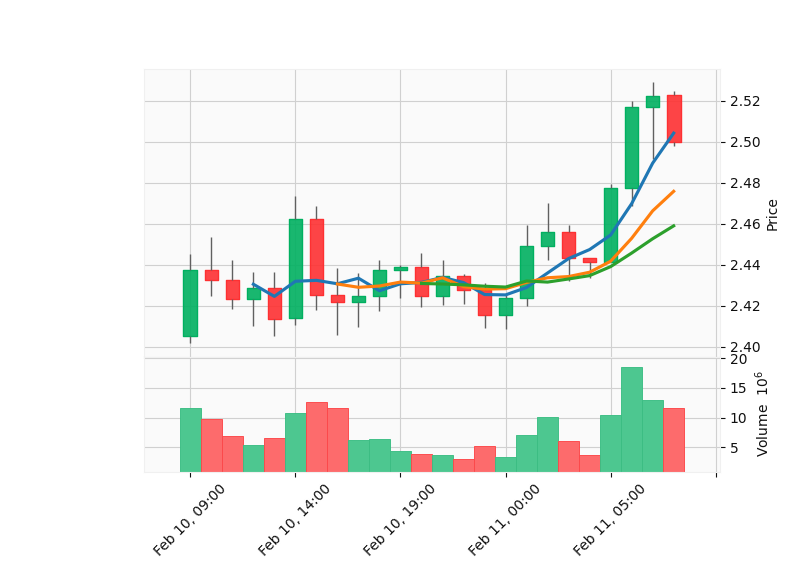 2.52
2.50
2.48
2.46
2.44
2.42
2.40
Price
20
15
10
5
Volume 10^6
Feb 10, 09:00
Feb 10, 14:00
Feb 10, 19:00
Feb 11, 00:00
Feb 11, 05:00